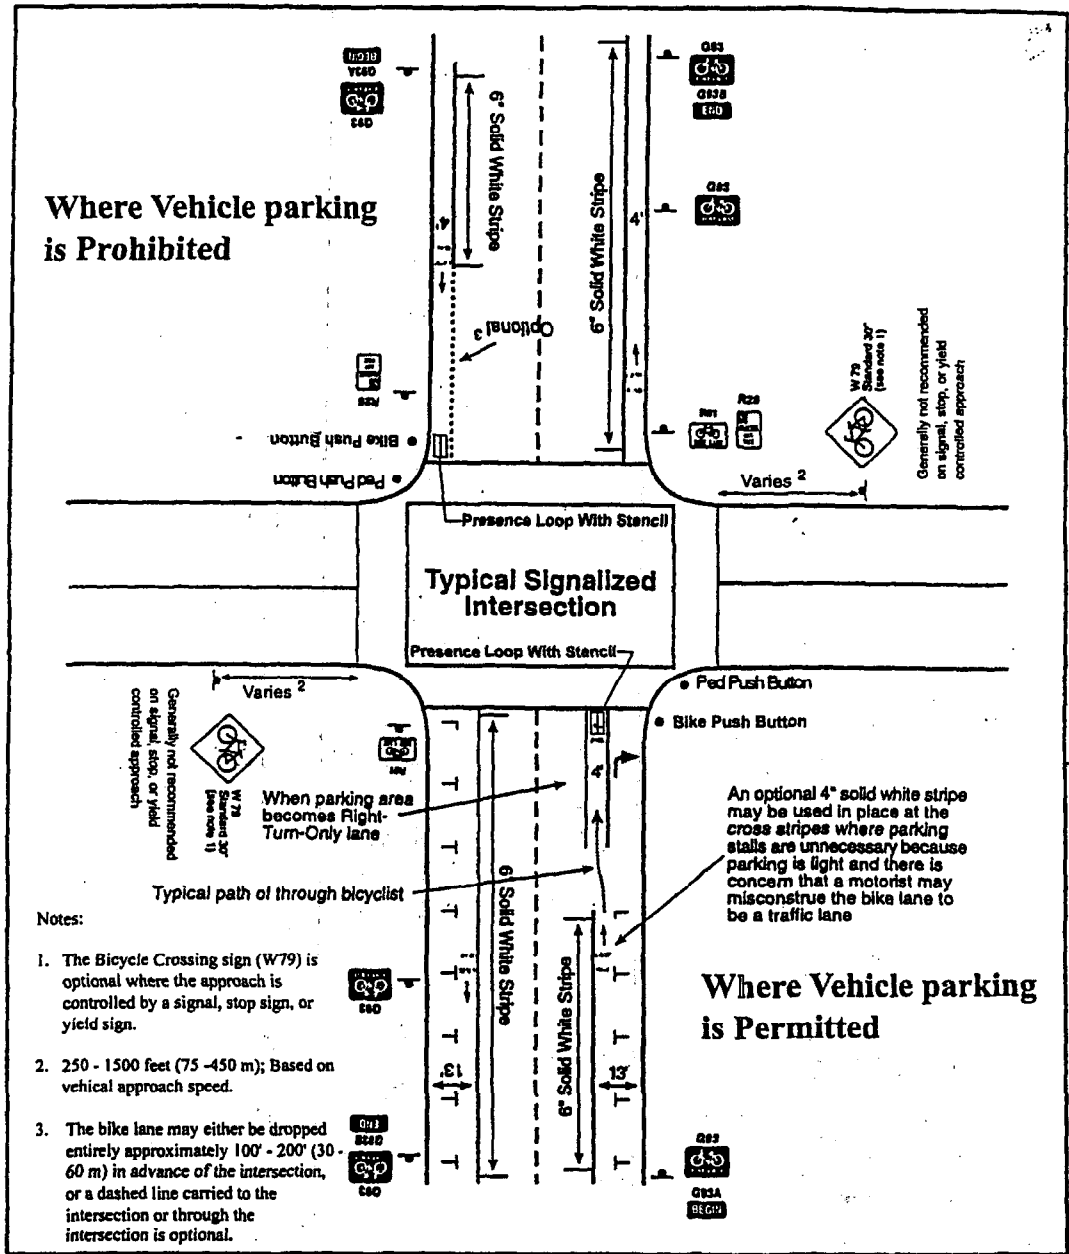 G93
BEGIN
G93A
G93
G93B
END
6" Solid White Stripe
6" Solid White Stripe
Where Vehicle parking
is Prohibited
4'
4'
G93
Optional 3
R26
R81
R26
W 79
Standard 30"
(see note 1)
Generally not recommended
on signal, stop, or yield
controlled approach
Bike Push Button
Ped Push Button
Varies 2
Presence Loop With Stencil
Typical Signalized
Intersection
Presence Loop With Stencil
Varies 2
Ped Push Button
Bike Push Button
Generally not recommended
on signal, stop, or yield
controlled approach
W 79
Standard 30"
(see note 1)
R81
4'
When parking area
becomes Right-
Turn-Only lane
Typical path of through bicyclist
An optional 4" solid white stripe
may be used in place at the
cross stripes where parking
stalls are unnecessary because
parking is light and there is
concern that a motorist may
misconstrue the bike lane to
be a traffic lane
6" Solid White Stripe
6" Solid White Stripe
Where Vehicle parking
is Permitted
Notes:
1. The Bicycle Crossing sign (W79) is
optional where the approach is
controlled by a signal, stop sign, or
yield sign.
2. 250 - 1500 feet (75 -450 m); Based on
vehical approach speed.
3. The bike lane may either be dropped
entirely approximately 100' - 200' (30 -
60 m) in advance of the intersection,
or a dashed line carried to the
intersection or through the
intersection is optional.
G93
13'
13'
END
G93B
G93
G93
G93A
BEGIN